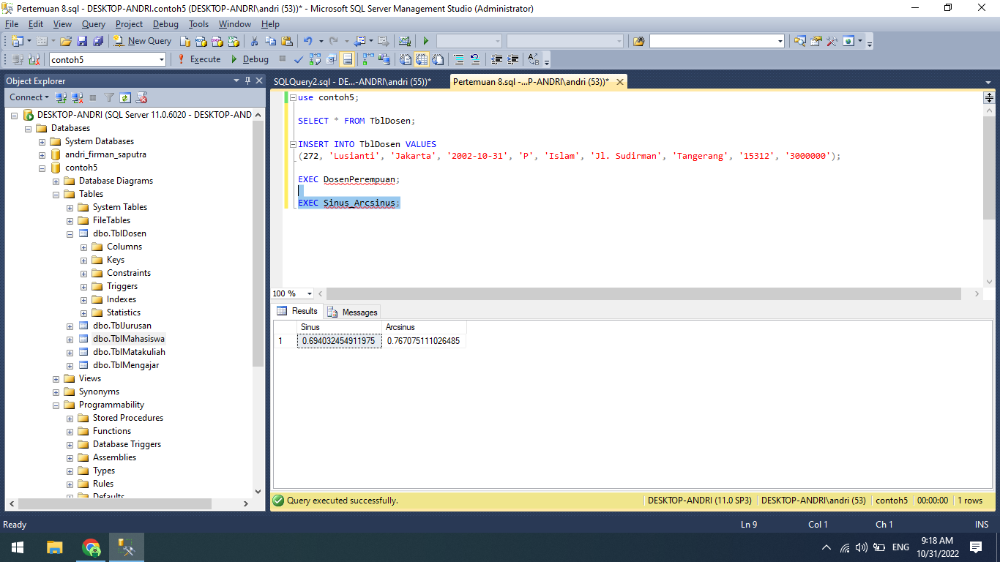 Pertemuan 8.sql - DESKTOP-ANDRI.contoh5 (DESKTOP-ANDRI\andri (53))* - Microsoft SQL Server Management Studio (Administrator)
File Edit View Query Project Debug Tools Window Help
New Query
contoh5 Execute Debug
Object Explorer
Connect
DESKTOP-ANDRI (SQL Server 11.0.6020 - DESKTOP-AND
Databases
System Databases
andri_firman_saputra
contoh5
Database Diagrams
Tables
System Tables
FileTables
dbo.TblDosen
Columns
Keys
Constraints
Triggers
Indexes
Statistics
dbo.TblJurusan
dbo.TblMahasiswa
dbo.TblMatakuliah
dbo.TblMengajar
Views
Synonyms
Programmability
Stored Procedures
Functions
Database Triggers
Assemblies
Types
Rules
Defaults
SQLQuery2.sql - DE...-ANDRI\andri (55))* Pertemuan 8.sql -...P-ANDRI\andri (53))*
use contoh5;
SELECT * FROM TblDosen;
INSERT INTO TblDosen VALUES
(272, 'Lusianti', 'Jakarta', '2002-10-31', 'P', 'Islam', 'Jl. Sudirman', 'Tangerang', '15312', '3000000');
EXEC DosenPerempuan;
EXEC Sinus_Arcsinus;
100 %
Results Messages
Sinus Arcsinus
1 0.694032454911975 0.767075111026485
Query executed successfully. DESKTOP-ANDRI (11.0 SP3) DESKTOP-ANDRI\andri (53) contoh5 00:00:00 1 rows
Ready Ln 9 Col 1 Ch 1 INS
ENG
9:18 AM
10/31/2022